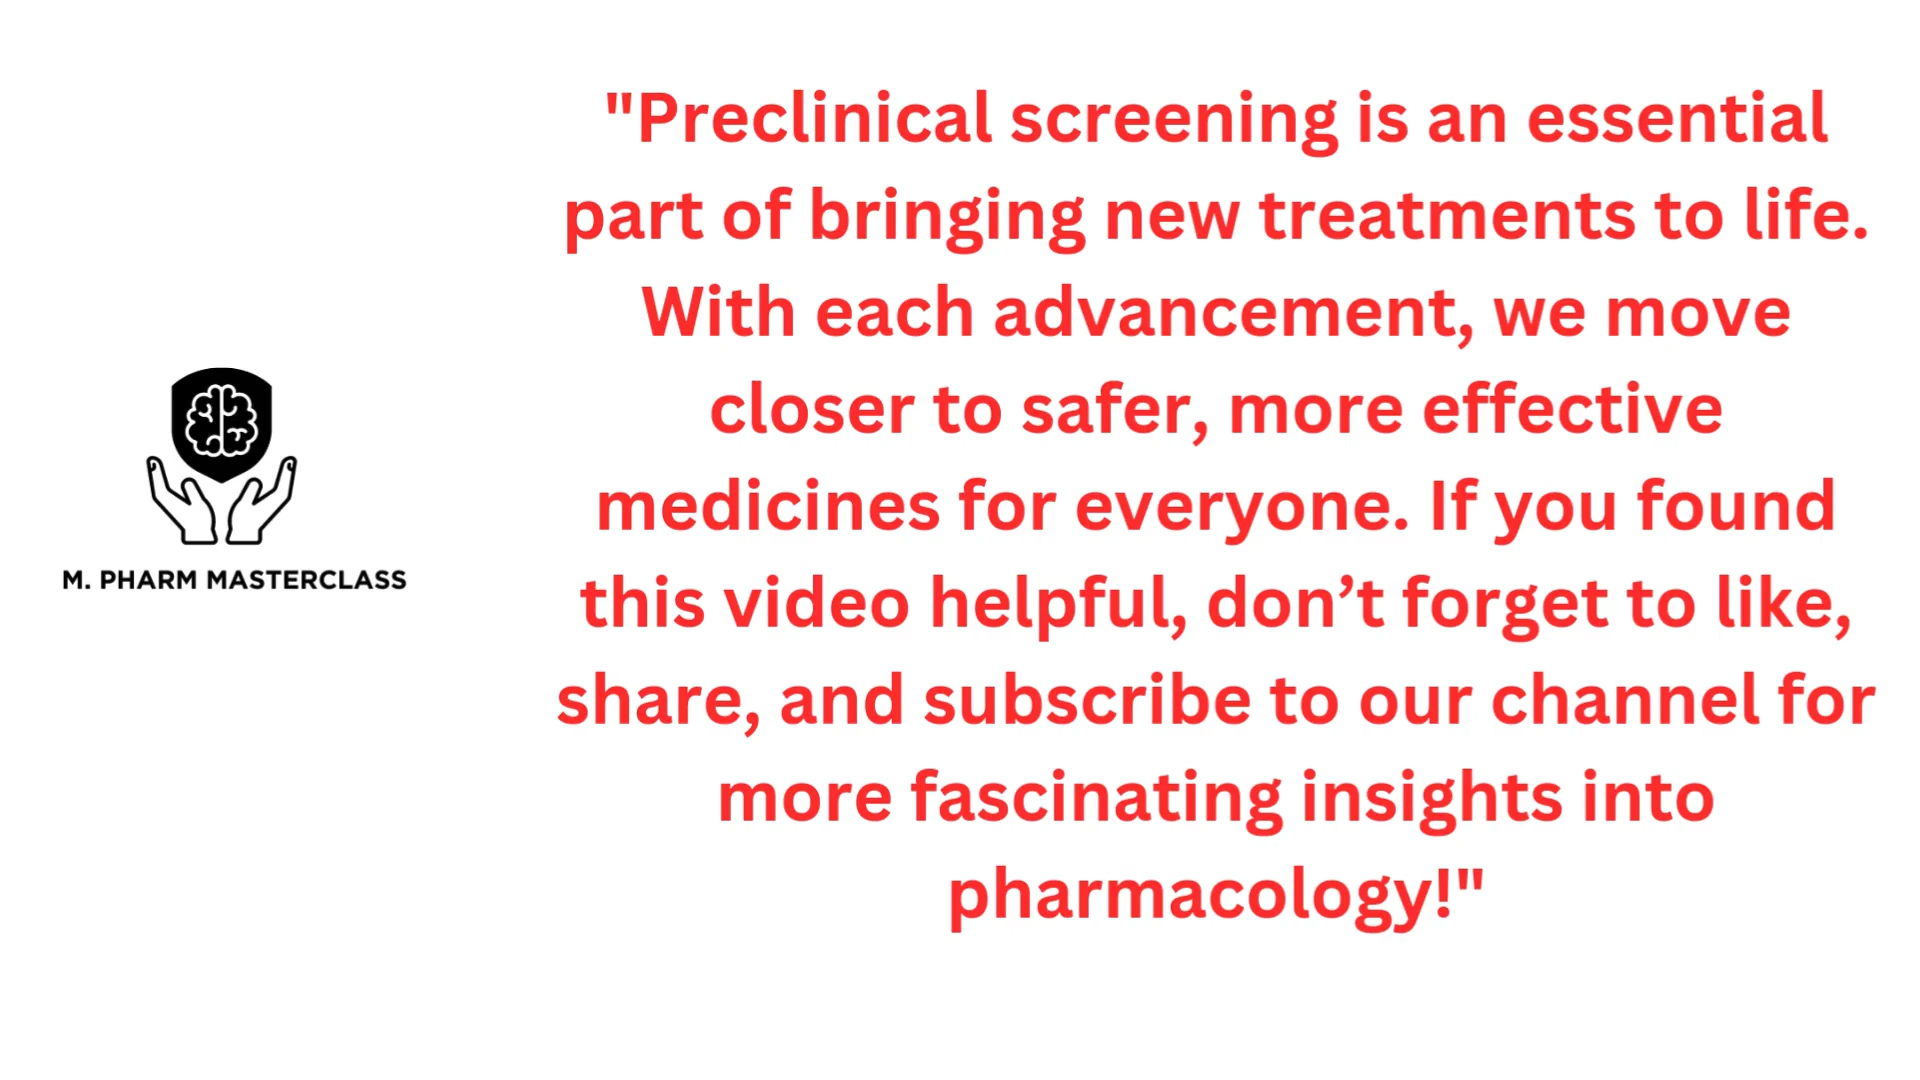 "Preclinical screening is an essential
part of bringing new treatments to life.
With each advancement, we move
closer to safer, more effective
medicines for everyone. If you found
this video helpful, don’t forget to like,
share, and subscribe to our channel for
more fascinating insights into
pharmacology!"
M. PHARM MASTERCLASS